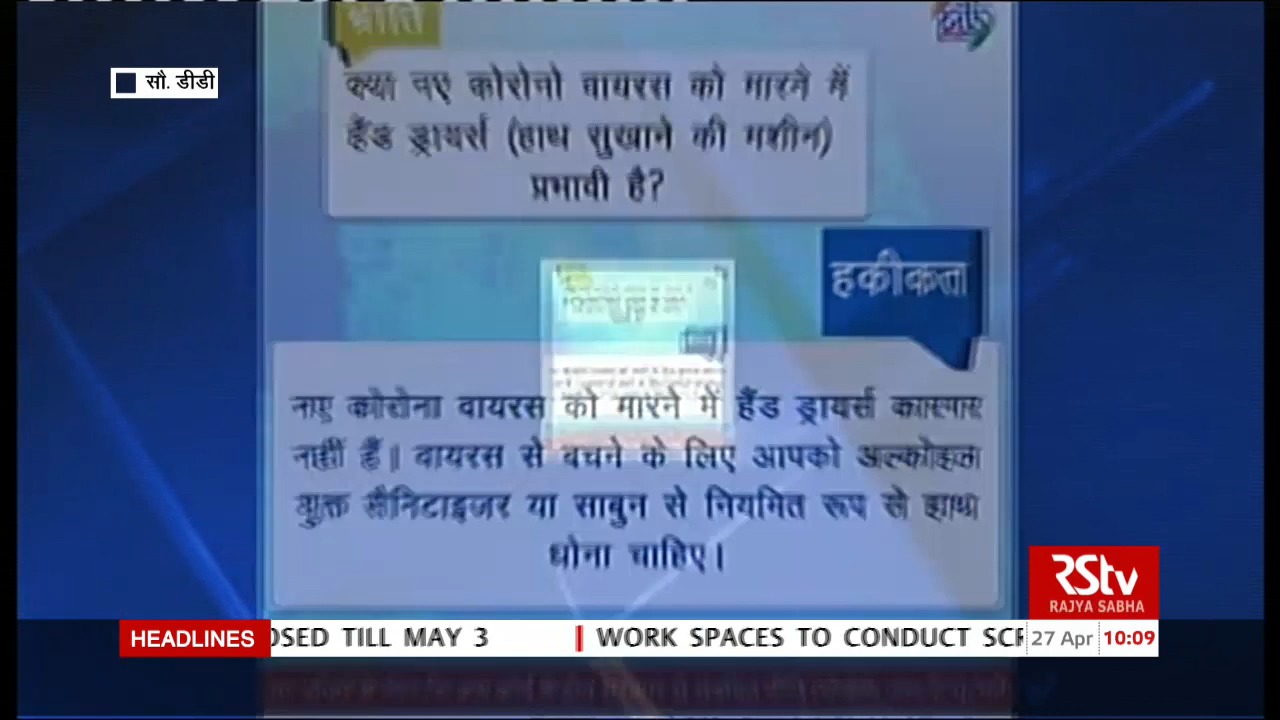 भ्रांति
सौ. डीडी
क्या नए कोरोनो वायरस को मारने में
हैंड ड्रायर्स (हाथ सुखाने की मशीन)
प्रभावी है?
हकीकत
नए कोरोना वायरस को मारने में हैंड ड्रायर्स कारगर
नहीं हैं। वायरस से बचने के लिए आपको अल्कोहल
युक्त सैनिटाइजर या साबुन से नियमित रूप से हाथ
धोना चाहिए।
RStv
RAJYA SABHA
HEADLINES OSED TILL MAY 3 | WORK SPACES TO CONDUCT SCR 27 Apr 10:09